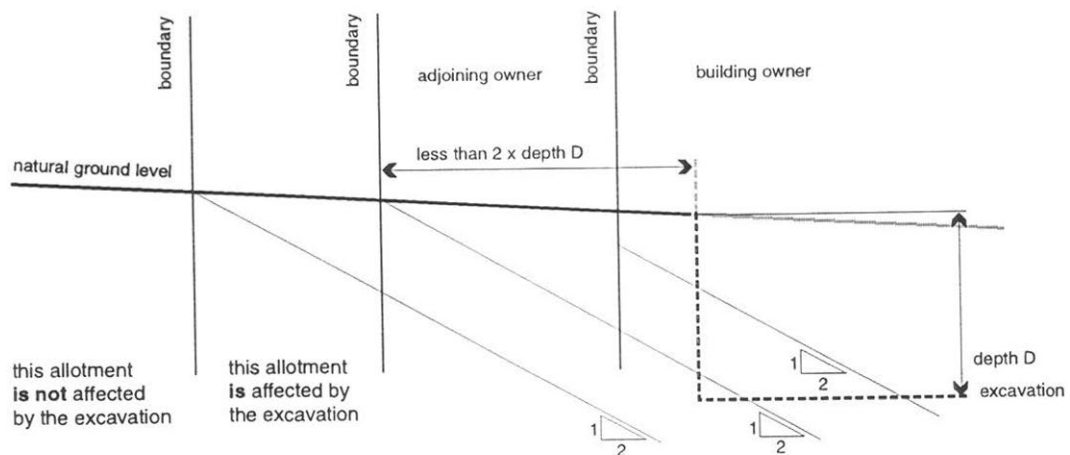 boundary
boundary
boundary
adjoining owner
building owner
less than 2 x depth D
natural ground level
this allotment
is not affected
by the excavation
this allotment
is affected by
the excavation
1
2
1
2
1
2
depth D
excavation